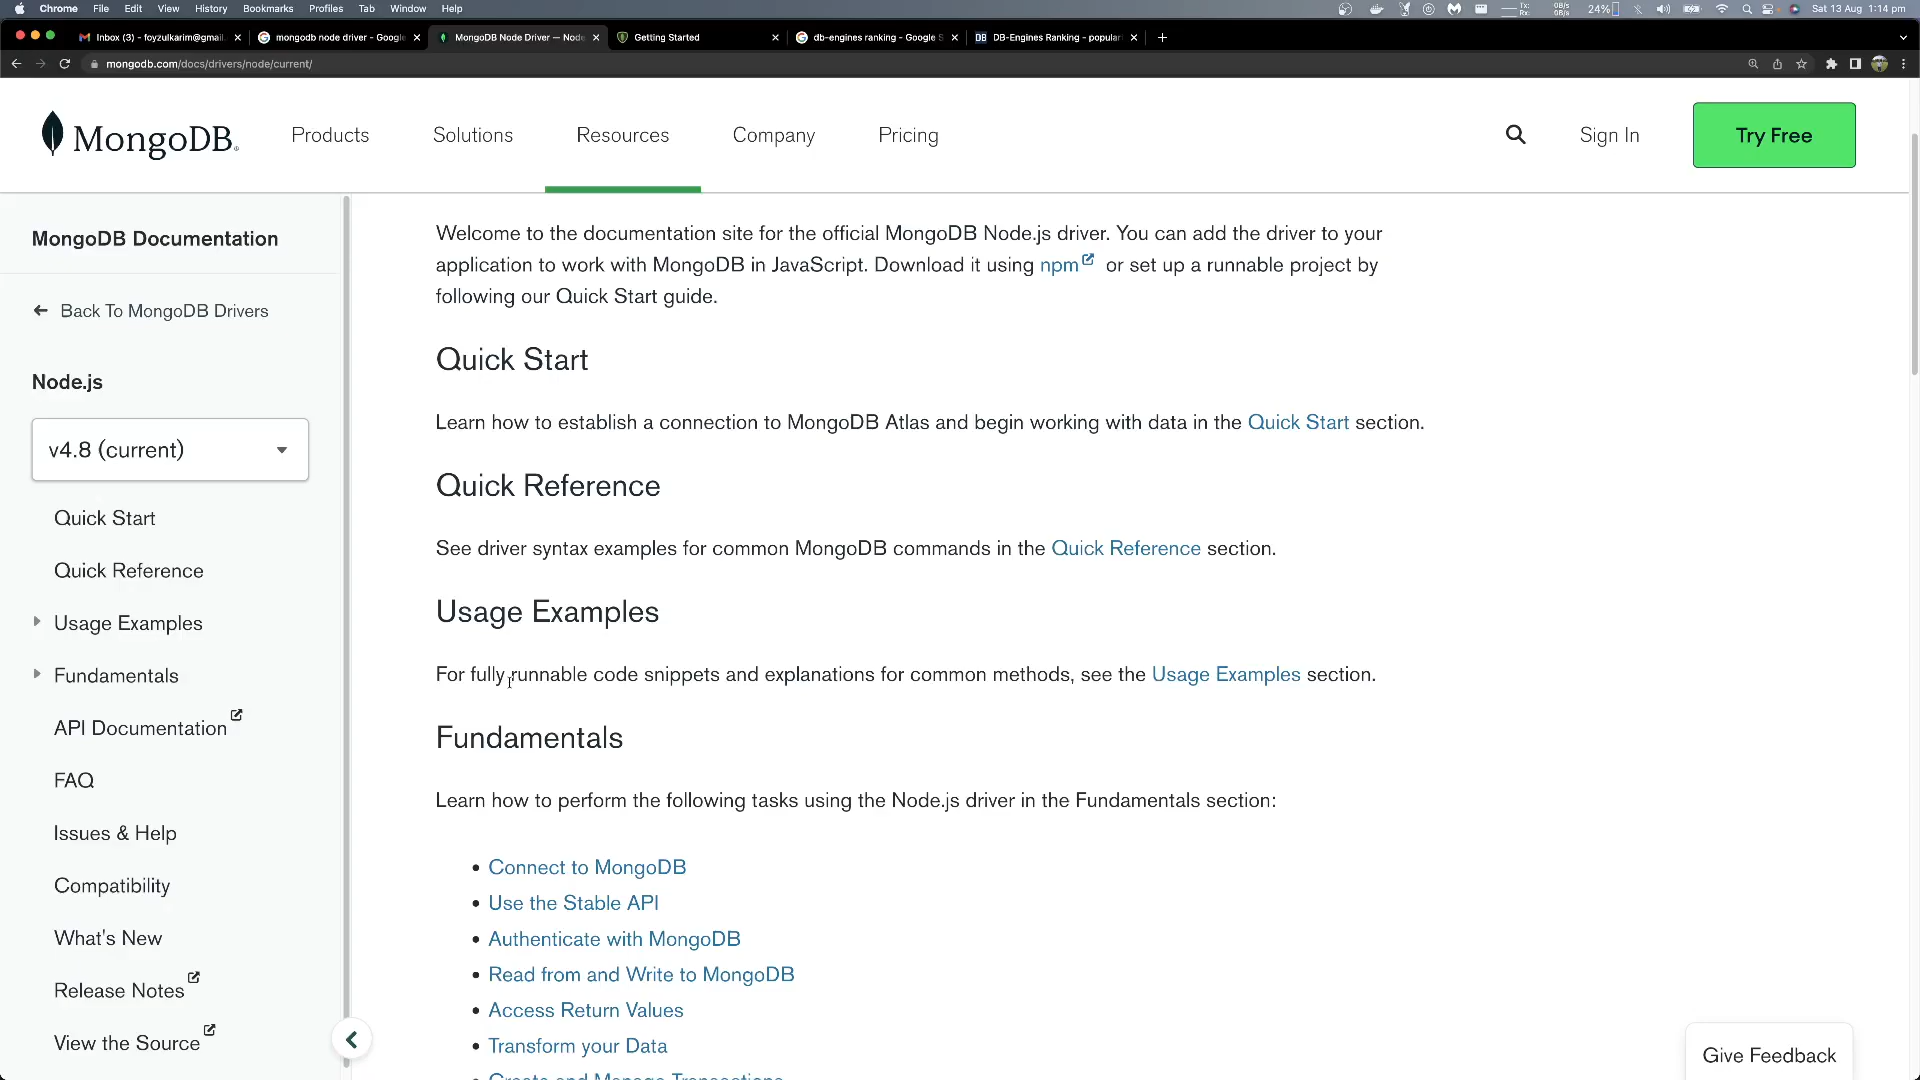 Chrome File Edit View History Bookmarks Profiles Tab Window Help 24% Sat 13 Aug 1:14 pm
Inbox (3) - foyzulkarim@gmail. mongodb node driver - Google MongoDB Node Driver — Node Getting Started db-engines ranking - Google S DB-Engines Ranking - popular
mongodb.com/docs/drivers/node/current/
MongoDB. Products Solutions Resources Company Pricing Sign In Try Free
MongoDB Documentation
Back To MongoDB Drivers
Node.js
v4.8 (current)
Quick Start
Quick Reference
Usage Examples
Fundamentals
API Documentation
FAQ
Issues & Help
Compatibility
What's New
Release Notes
View the Source
Welcome to the documentation site for the official MongoDB Node.js driver. You can add the driver to your
application to work with MongoDB in JavaScript. Download it using npm or set up a runnable project by
following our Quick Start guide.
Quick Start
Learn how to establish a connection to MongoDB Atlas and begin working with data in the Quick Start section.
Quick Reference
See driver syntax examples for common MongoDB commands in the Quick Reference section.
Usage Examples
For fully runnable code snippets and explanations for common methods, see the Usage Examples section.
Fundamentals
Learn how to perform the following tasks using the Node.js driver in the Fundamentals section:
• Connect to MongoDB
• Use the Stable API
• Authenticate with MongoDB
• Read from and Write to MongoDB
• Access Return Values
• Transform your Data
• Create and Manage Transactions
Give Feedback